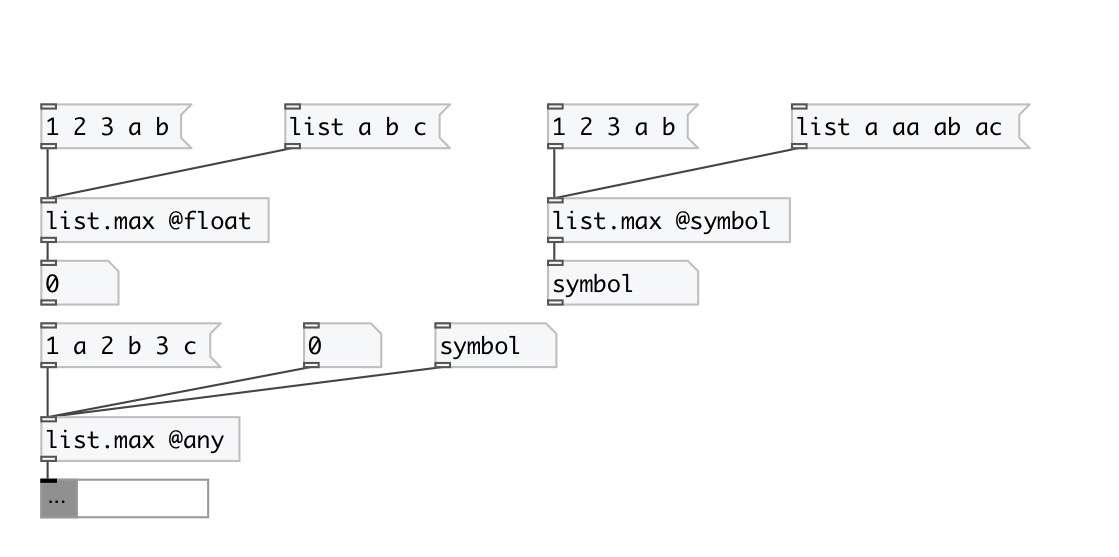 1 2 3 a b
list a b c
1 2 3 a b
list a aa ab ac
list.max @float
list.max @symbol
0
symbol
1 a 2 b 3 c
0
symbol
list.max @any
...